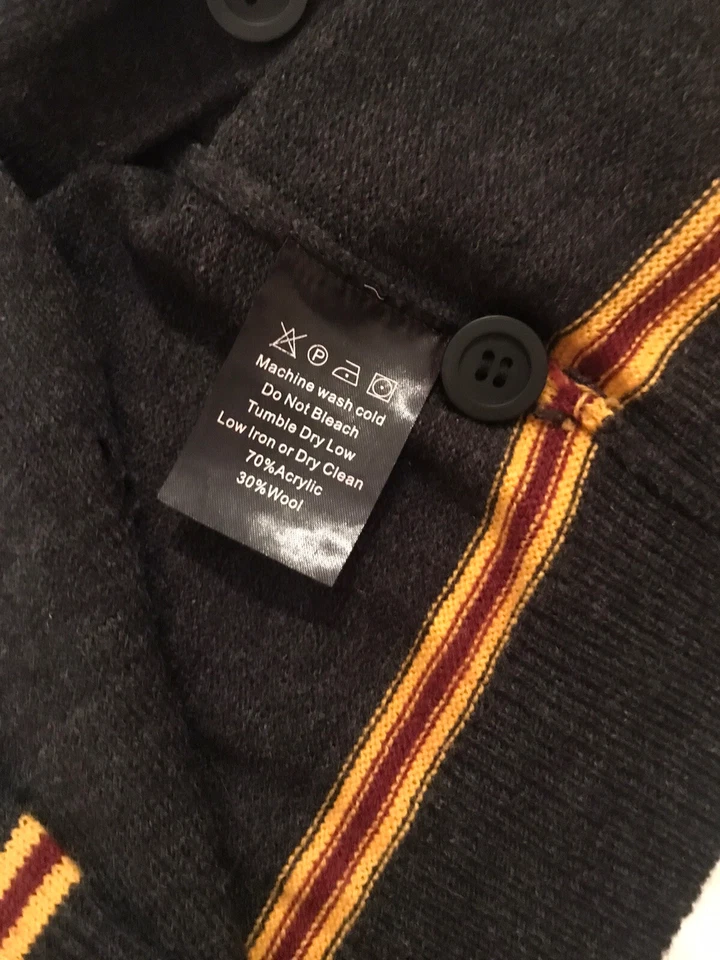 P
Machine wash cold
Do Not Bleach
Tumble Dry Low
Low Iron or Dry Clean
70%Acrylic
30%Wool